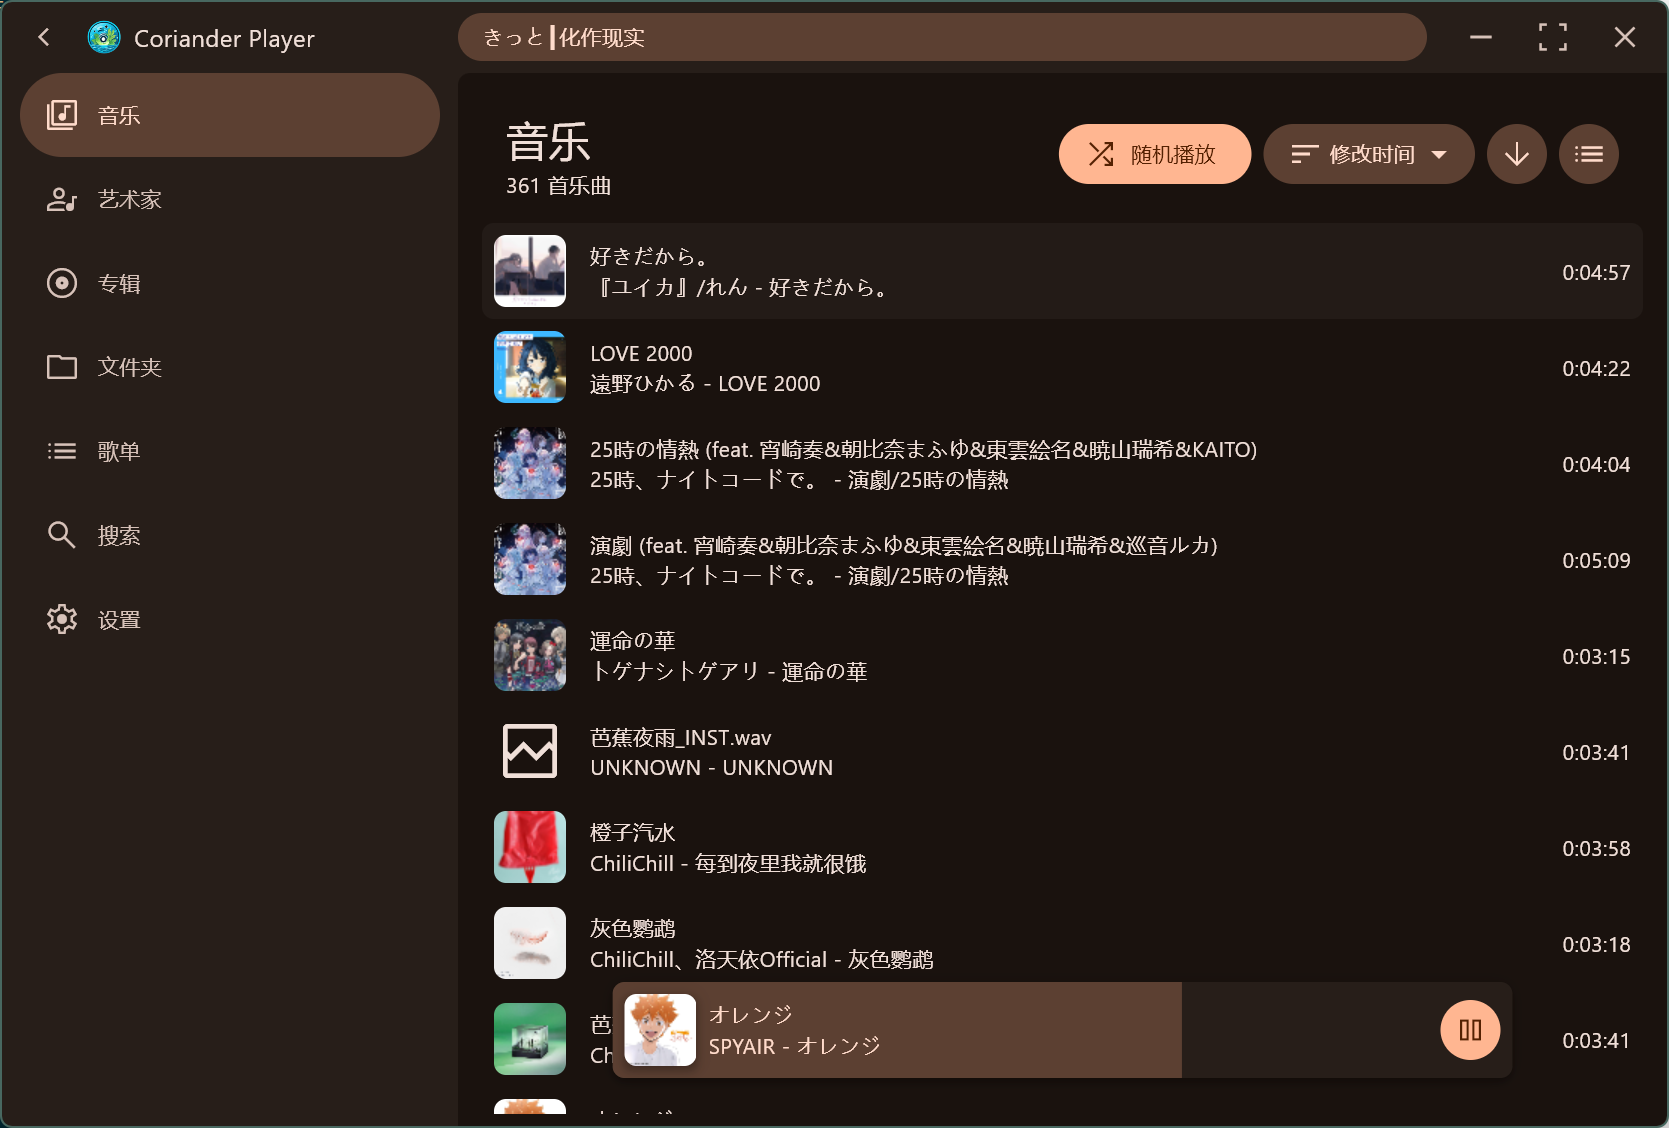 Coriander Player
きっと┃化作现实
音乐
艺术家
专辑
文件夹
歌单
搜索
设置
音乐
361 首乐曲
随机播放
修改时间
好きだから。
『ユイカ』/れん - 好きだから。
0:04:57
LOVE 2000
遠野ひかる - LOVE 2000
0:04:22
25時の情熱 (feat. 宵崎奏&朝比奈まふゆ&東雲絵名&暁山瑞希&KAITO)
25時、ナイトコードで。 - 演劇/25時の情熱
0:04:04
演劇 (feat. 宵崎奏&朝比奈まふゆ&東雲絵名&暁山瑞希&巡音ルカ)
25時、ナイトコードで。 - 演劇/25時の情熱
0:05:09
運命の華
トゲナシトゲアリ - 運命の華
0:03:15
芭蕉夜雨_INST.wav
UNKNOWN - UNKNOWN
0:03:41
橙子汽水
ChiliChill - 每到夜里我就很饿
0:03:58
灰色鹦鹉
ChiliChill、洛天依Official - 灰色鹦鹉
0:03:18
芭
Ch
0:03:41
オレンジ
SPYAIR - オレンジ